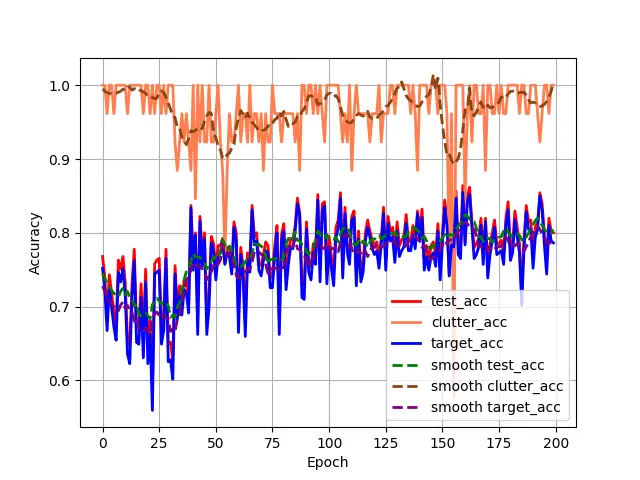 1.0
0.9
0.8
0.7
0.6
Accuracy
test_acc
clutter_acc
target_acc
smooth test_acc
smooth clutter_acc
smooth target_acc
0 25 50 75 100 125 150 175 200
Epoch